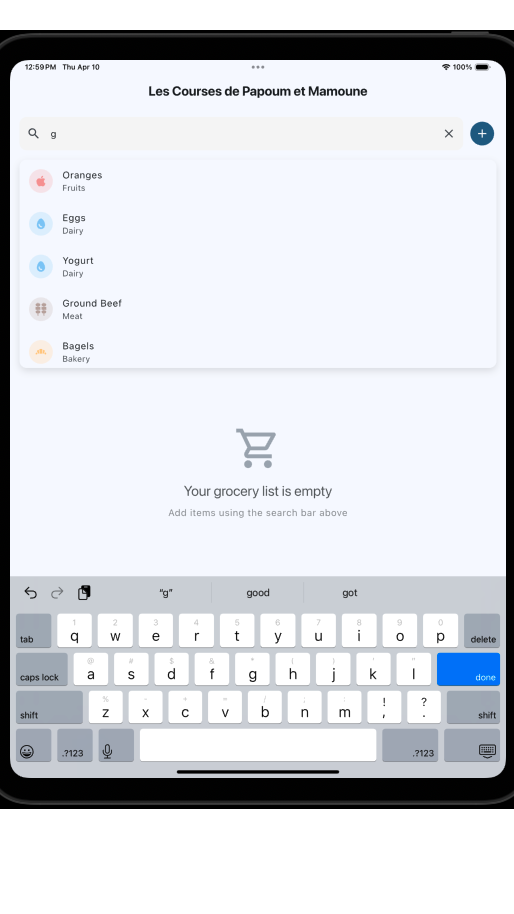 12:59 PM Thu Apr 10
100%
Les Courses de Papoum et Mamoune
g
Oranges
Fruits
Eggs
Dairy
Yogurt
Dairy
Ground Beef
Meat
Bagels
Bakery
Your grocery list is empty
Add items using the search bar above
"g" good got
1 2 3 4 5 6 7 8 9 0
tab q w e r t y u i o p delete
@ # $ & * ( ) ' "
caps lock a s d f g h j k l done
% - + = / ; : ! ?
shift z x c v b n m , . shift
.?123 .?123